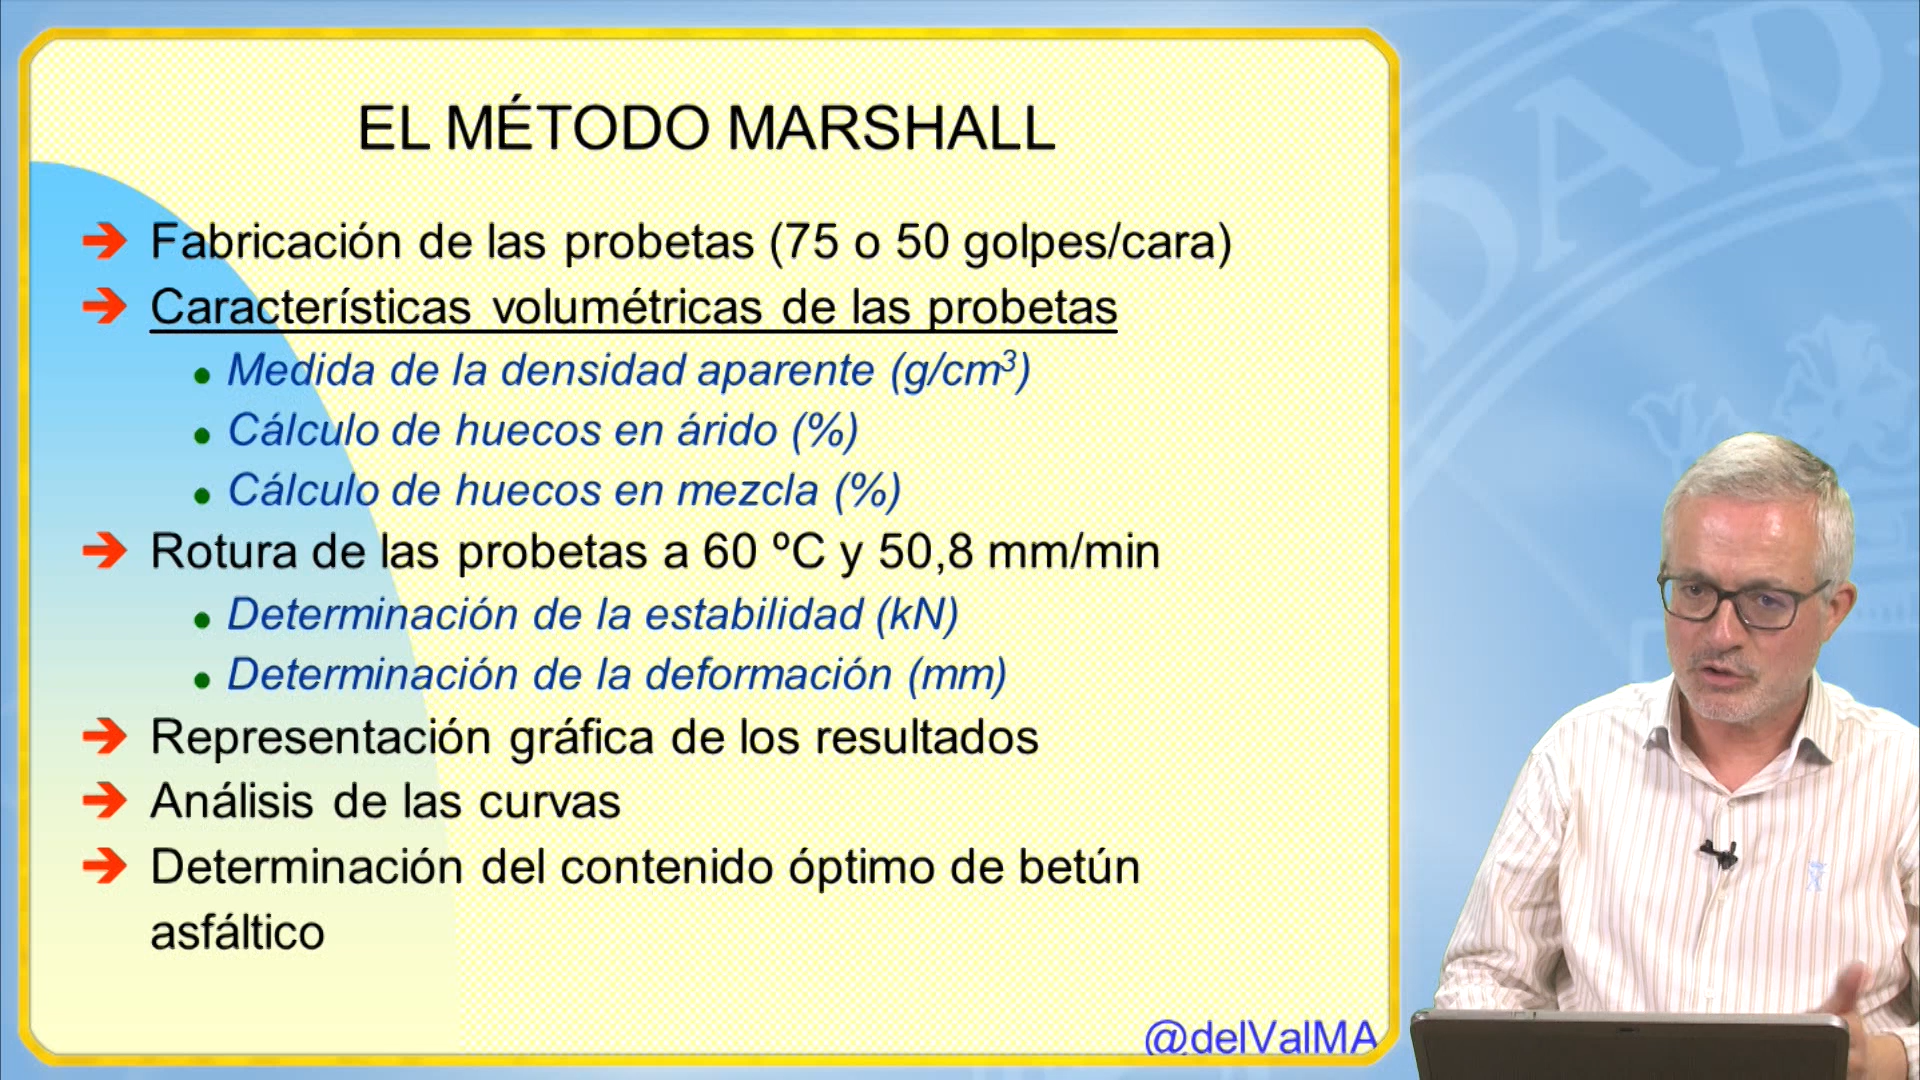 EL MÉTODO MARSHALL
Fabricación de las probetas (75 o 50 golpes/cara)
Características volumétricas de las probetas
Medida de la densidad aparente (g/cm³)
Cálculo de huecos en árido (%)
Cálculo de huecos en mezcla (%)
Rotura de las probetas a 60 ºC y 50,8 mm/min
Determinación de la estabilidad (kN)
Determinación de la deformación (mm)
Representación gráfica de los resultados
Análisis de las curvas
Determinación del contenido óptimo de betún
asfáltico
@delValMA